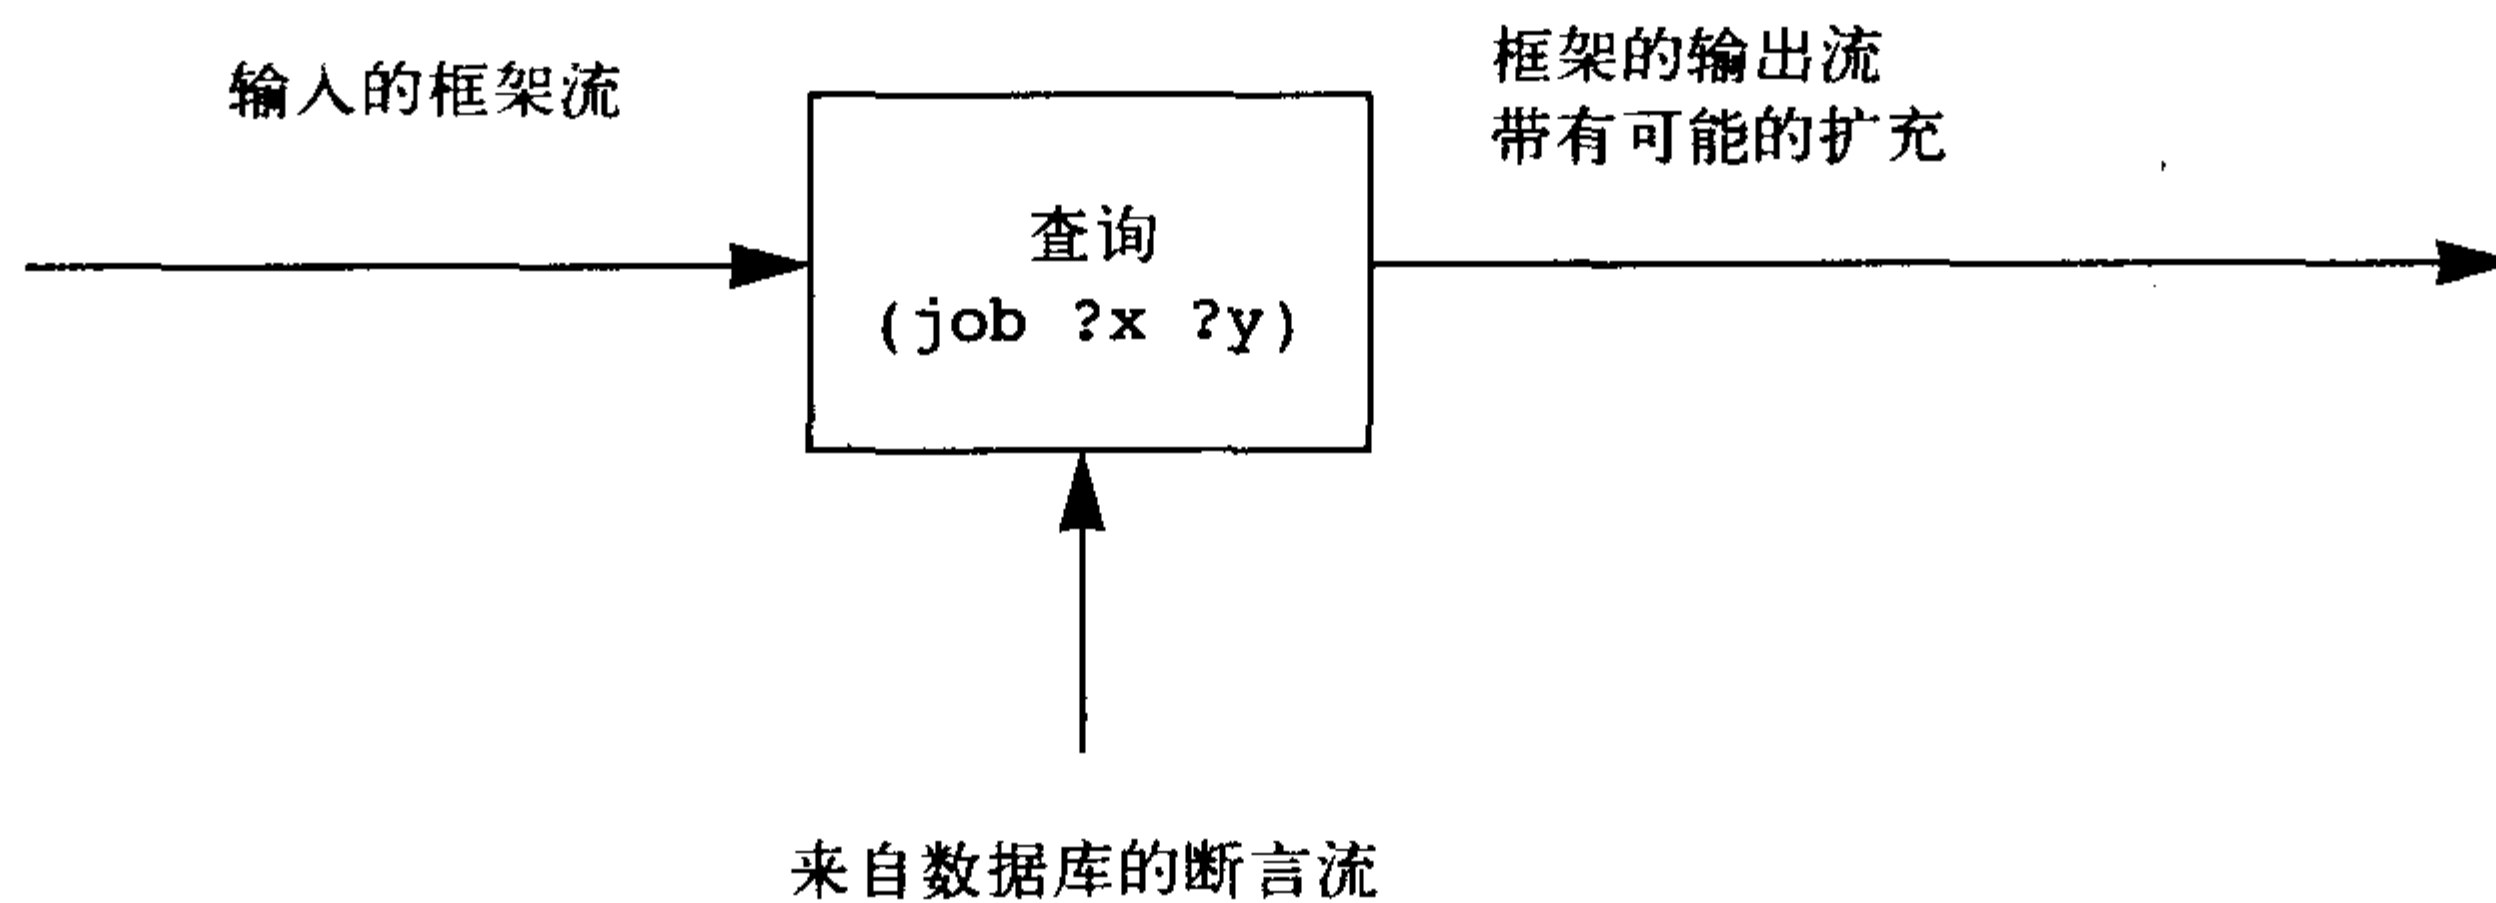 输入的框架流
框架的输出流
带有可能的扩充
查询
(job ?x ?y)
来自数据库的断言流